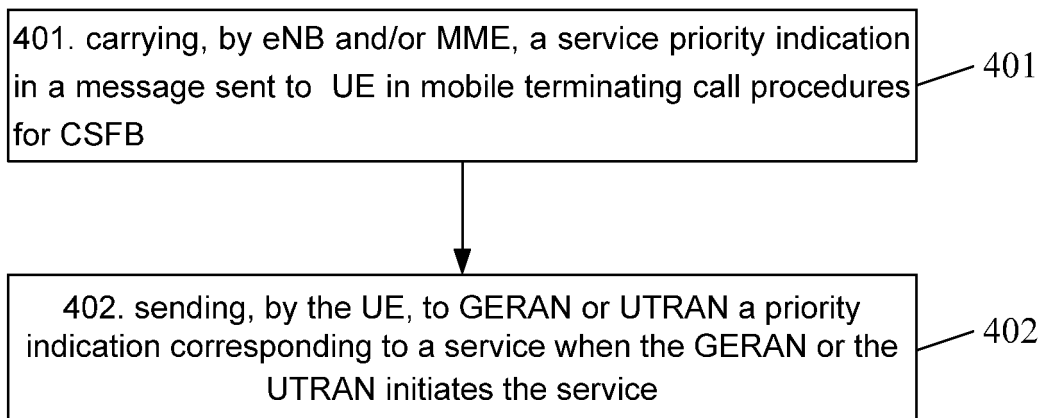 401. carrying, by eNB and/or MME, a service priority indication
in a message sent to UE in mobile terminating call procedures
for CSFB
401
402. sending, by the UE, to GERAN or UTRAN a priority
indication corresponding to a service when the GERAN or the
UTRAN initiates the service
402